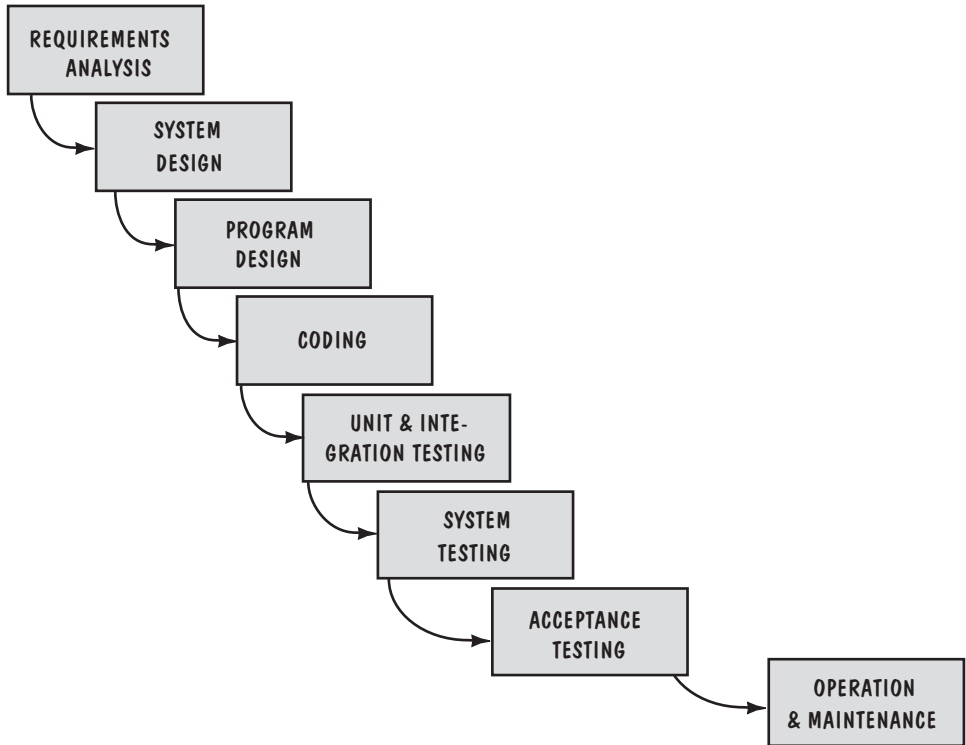 REQUIREMENTS
ANALYSIS
SYSTEM
DESIGN
PROGRAM
DESIGN
CODING
UNIT & INTE-
GRATION TESTING
SYSTEM
TESTING
ACCEPTANCE
TESTING
OPERATION
& MAINTENANCE